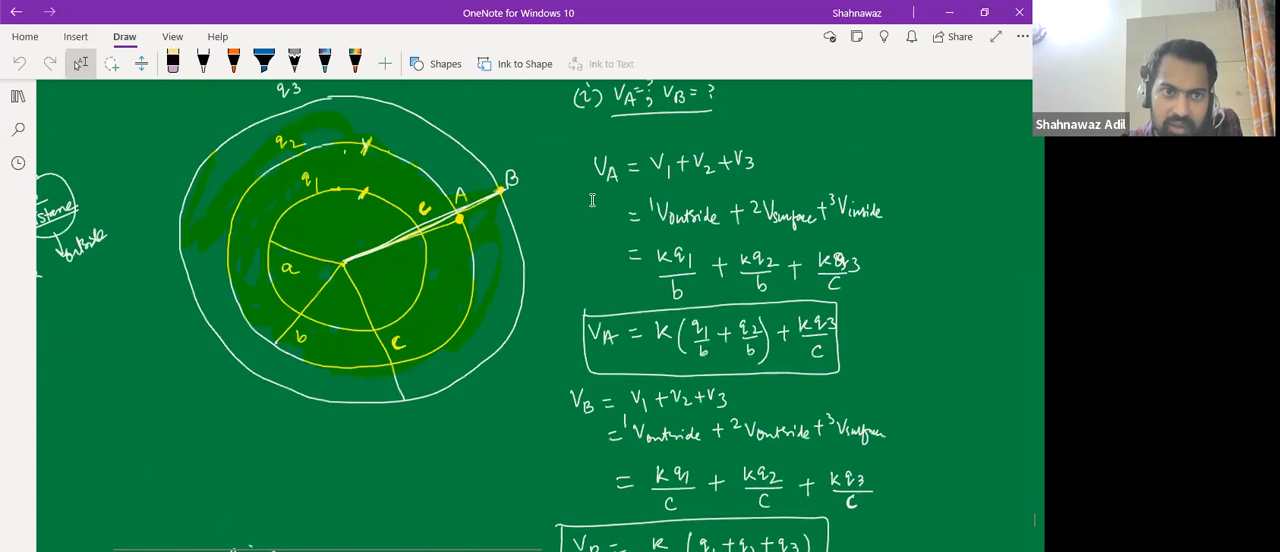 OneNote for Windows 10
Shahnawaz
Home Insert Draw View Help
Share
Shapes Ink to Shape Ink to Text
Shahnawaz Adil
q3
q2
q1
A
B
c
a
b
c
stance
outside
(i) VA = ? ; VB = ?
VA = V1 + V2 + V3
= 1Voutside + 2Vsurface + 3Vinside
= kq1/b + kq2/b + kq3/c
VA = k (q1/b + q2/b) + kq3/c
VB = V1 + V2 + V3
= 1Voutside + 2Voutside + 3Vsurface
= kq1/c + kq2/c + kq3/c
VB = k (q1 + q2 + q3)